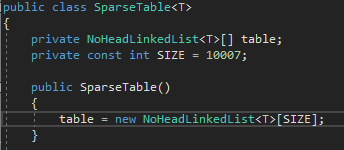 public class SparseTable<T>
{
private NoHeadLinkedList<T>[] table;
private const int SIZE = 10007;
public SparseTable()
{
table = new NoHeadLinkedList<T>[SIZE];
}